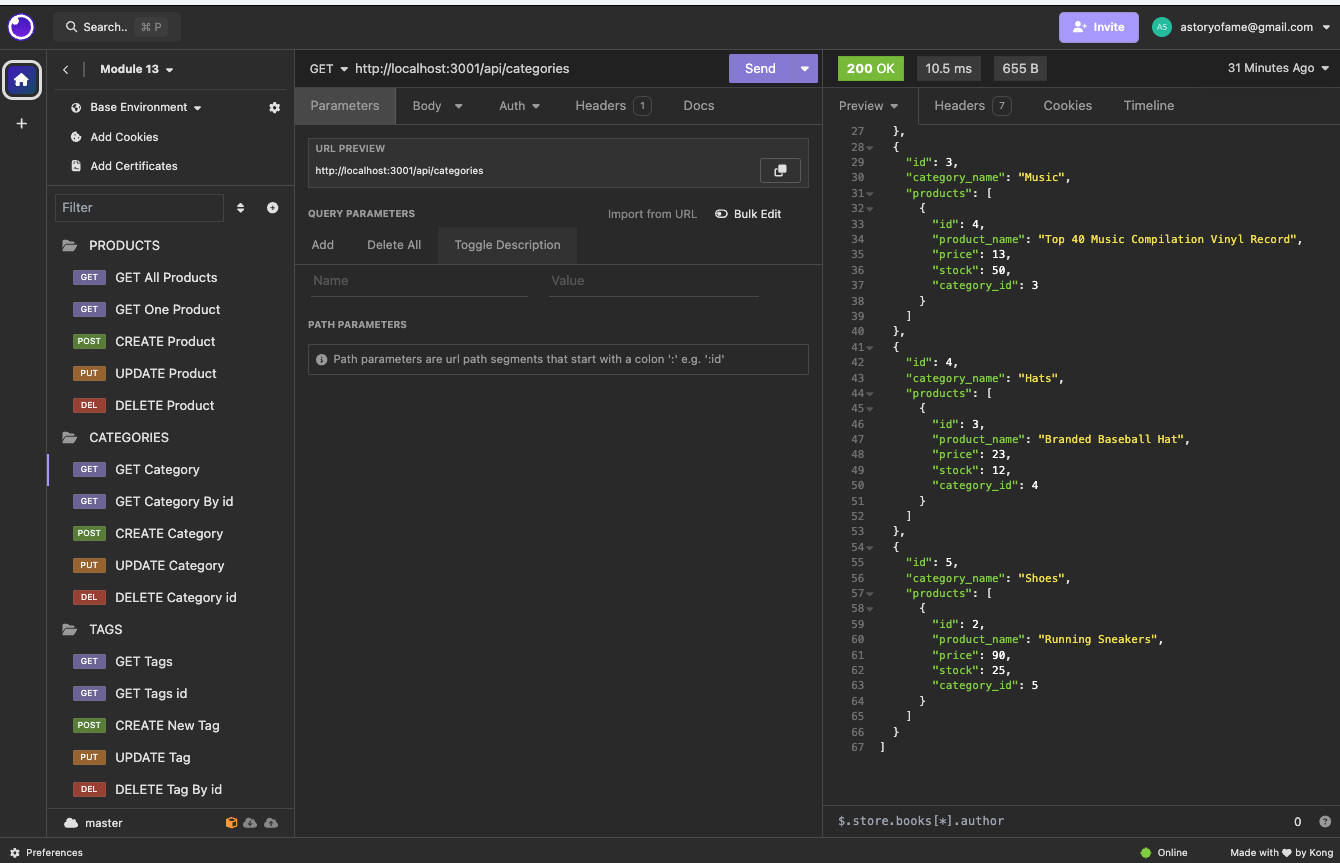 Search.. ⌘ P
Invite
AS astoryofame@gmail.com
Module 13
Base Environment
Add Cookies
Add Certificates
Filter
PRODUCTS
GET GET All Products
GET GET One Product
POST CREATE Product
PUT UPDATE Product
DEL DELETE Product
CATEGORIES
GET GET Category
GET GET Category By id
POST CREATE Category
PUT UPDATE Category
DEL DELETE Category id
TAGS
GET GET Tags
GET GET Tags id
POST CREATE New Tag
PUT UPDATE Tag
DEL DELETE Tag By id
master
GET http://localhost:3001/api/categories Send
Parameters Body Auth Headers 1 Docs
URL PREVIEW
http://localhost:3001/api/categories
QUERY PARAMETERS Import from URL Bulk Edit
Add Delete All Toggle Description
Name Value
PATH PARAMETERS
Path parameters are url path segments that start with a colon ':' e.g. ':id'
200 OK 10.5 ms 655 B 31 Minutes Ago
Preview Headers 7 Cookies Timeline
27 },
28 {
29 "id": 3,
30 "category_name": "Music",
31 "products": [
32 {
33 "id": 4,
34 "product_name": "Top 40 Music Compilation Vinyl Record",
35 "price": 13,
36 "stock": 50,
37 "category_id": 3
38 }
39 ]
40 },
41 {
42 "id": 4,
43 "category_name": "Hats",
44 "products": [
45 {
46 "id": 3,
47 "product_name": "Branded Baseball Hat",
48 "price": 23,
49 "stock": 12,
50 "category_id": 4
51 }
52 ]
53 },
54 {
55 "id": 5,
56 "category_name": "Shoes",
57 "products": [
58 {
59 "id": 2,
60 "product_name": "Running Sneakers",
61 "price": 90,
62 "stock": 25,
63 "category_id": 5
64 }
65 ]
66 }
67 ]
$.store.books[*].author 0
Preferences
Online Made with ♥ by Kong